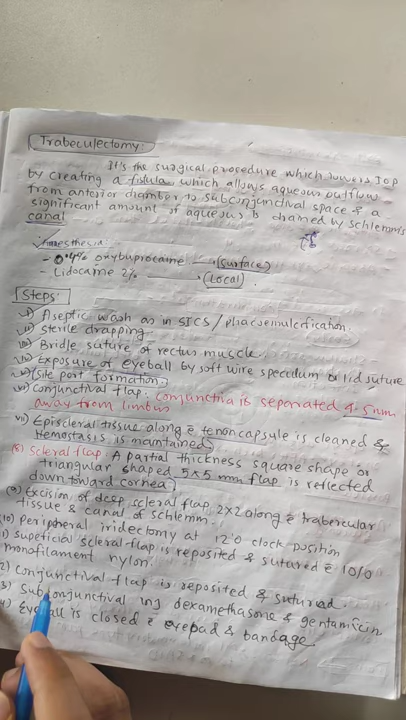 Trabeculectomy:
It's the surgical procedure which lowers IOP
by creating a fistula which allows aqueous outflow
from anterior chamber to subconjunctival space & a
significant amount of aqueous is drained by Schlemm's
canal
Anaesthesia:
- 0.4% oxybuprocaine → (surface)
- Lidocaine 2% → (Local)
Steps:
i) Aseptic wash as in SICS / phacoemulcification.
ii) sterile drapping
iii) Bridle suture of rectus muscle.
iv) Exposure of eyeball by soft wire speculum or lid suture
v) Site port formation.
vi) Conjunctival flap: conjunctiva is separated 4-5 mm
away from limbus
vii) Episcleral tissue along c̄ tenon capsule is cleaned &
Hemostasis is maintained
(8) Scleral flap A partial thickness square shape or
triangular shaped 5x5 mm flap is reflected
down toward cornea
(9) Excision of deep scleral flap 2x2 along c̄ trabercular
tissue & canal of schlemm.
(10) Peripheral iridectomy at 12'0 clock position
1) Superficial scleral flap is reposited & sutured c̄ 10/0
monofilament nylon.
2) Conjunctival flap is reposited & sutured.
3) Subconjunctival inj dexamethasone & gentamicin
4) Eyeball is closed c̄ eyepad & bandage.